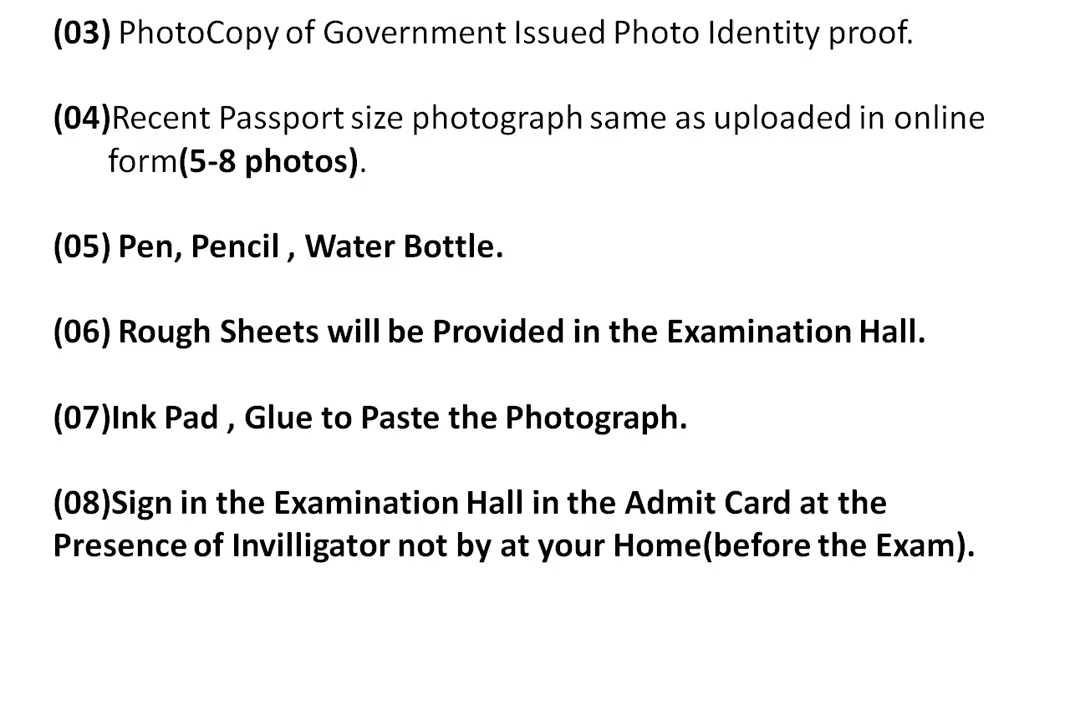 (03) PhotoCopy of Government Issued Photo Identity proof.
(04)Recent Passport size photograph same as uploaded in online
form(5-8 photos).
(05) Pen, Pencil , Water Bottle.
(06) Rough Sheets will be Provided in the Examination Hall.
(07)Ink Pad , Glue to Paste the Photograph.
(08)Sign in the Examination Hall in the Admit Card at the
Presence of Invilligator not by at your Home(before the Exam).